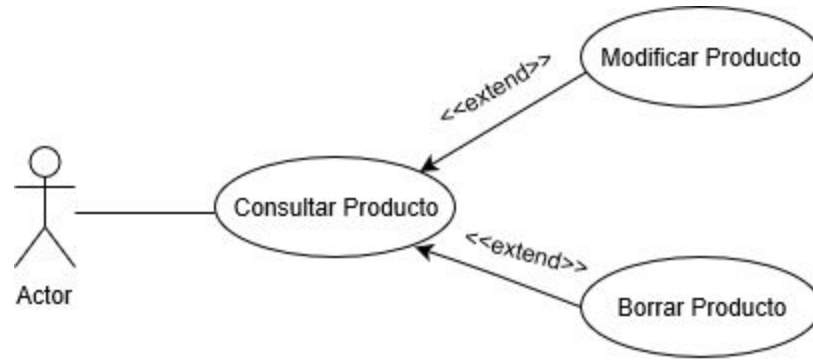 Modificar Producto
<<extend>>
Consultar Producto
<<extend>>
Actor
Borrar Producto